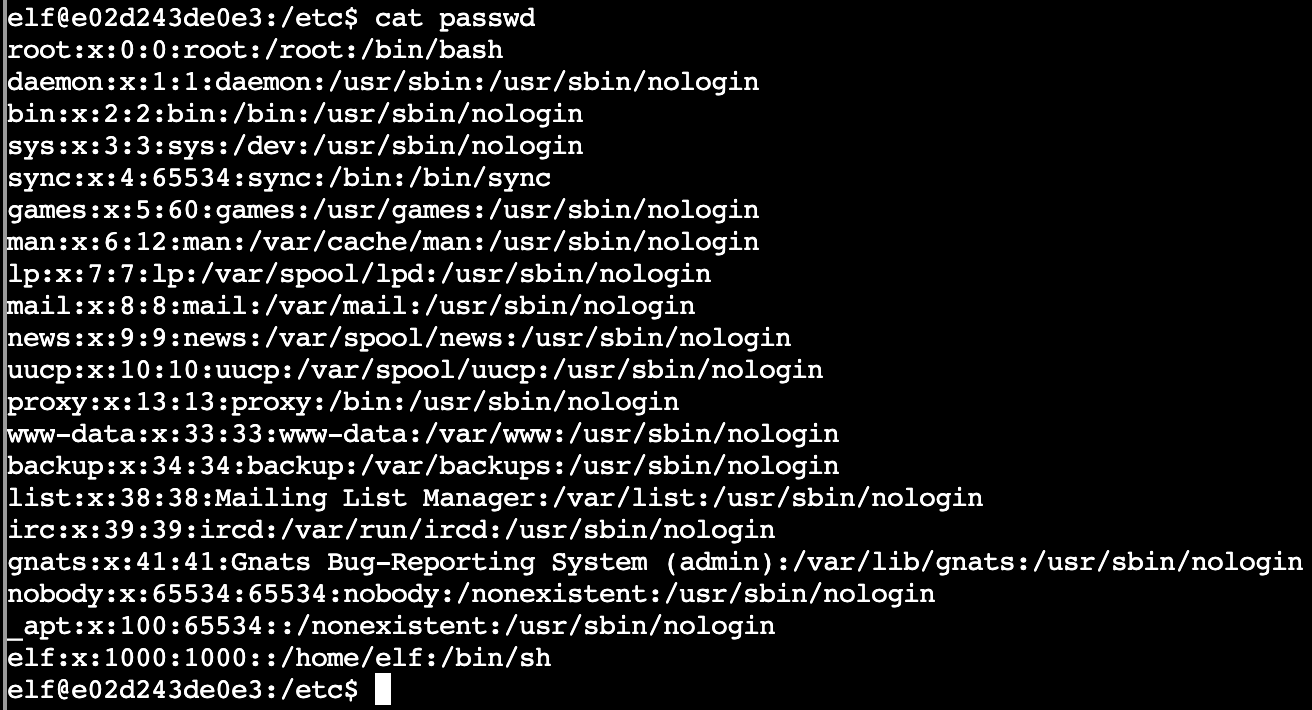 elf@e02d243de0e3:/etc$ cat passwd
root:x:0:0:root:/root:/bin/bash
daemon:x:1:1:daemon:/usr/sbin:/usr/sbin/nologin
bin:x:2:2:bin:/bin:/usr/sbin/nologin
sys:x:3:3:sys:/dev:/usr/sbin/nologin
sync:x:4:65534:sync:/bin:/bin/sync
games:x:5:60:games:/usr/games:/usr/sbin/nologin
man:x:6:12:man:/var/cache/man:/usr/sbin/nologin
lp:x:7:7:lp:/var/spool/lpd:/usr/sbin/nologin
mail:x:8:8:mail:/var/mail:/usr/sbin/nologin
news:x:9:9:news:/var/spool/news:/usr/sbin/nologin
uucp:x:10:10:uucp:/var/spool/uucp:/usr/sbin/nologin
proxy:x:13:13:proxy:/bin:/usr/sbin/nologin
www-data:x:33:33:www-data:/var/www:/usr/sbin/nologin
backup:x:34:34:backup:/var/backups:/usr/sbin/nologin
list:x:38:38:Mailing List Manager:/var/list:/usr/sbin/nologin
irc:x:39:39:ircd:/var/run/ircd:/usr/sbin/nologin
gnats:x:41:41:Gnats Bug-Reporting System (admin):/var/lib/gnats:/usr/sbin/nologin
nobody:x:65534:65534:nobody:/nonexistent:/usr/sbin/nologin
_apt:x:100:65534::/nonexistent:/usr/sbin/nologin
elf:x:1000:1000::/home/elf:/bin/sh
elf@e02d243de0e3:/etc$